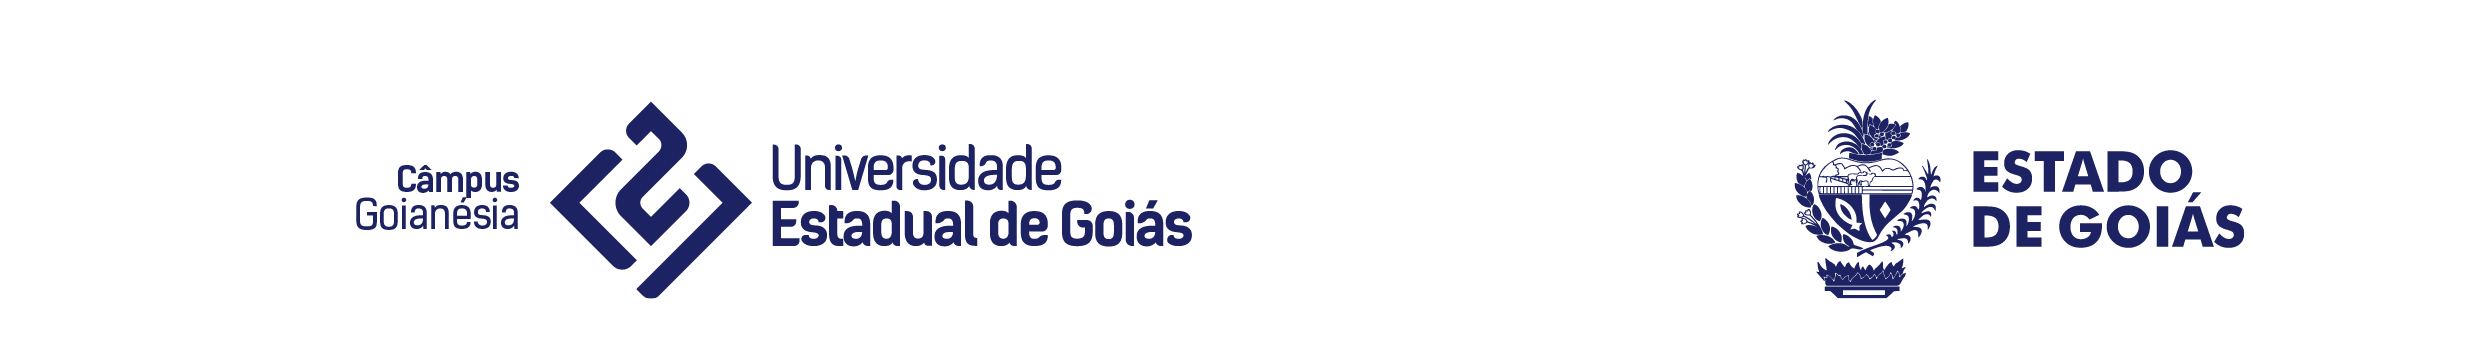 Câmpus
Goianésia
Universidade
Estadual de Goiás
ESTADO
DE GOIÁS